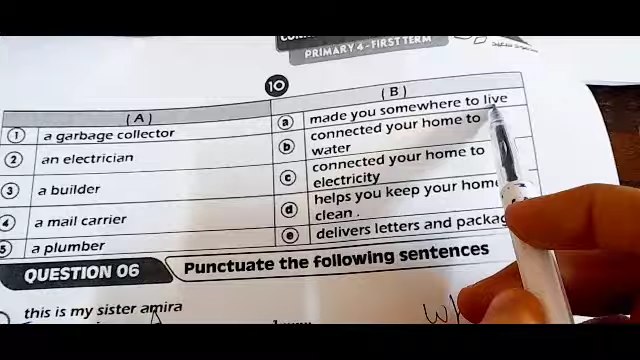 PRIMARY 4-FIRST TERM
10
(A)
(B)
1 a garbage collector
a made you somewhere to live
2 an electrician
b connected your home to
water
3 a builder
c connected your home to
electricity
4 a mail carrier
d helps you keep your home
clean .
5 a plumber
e delivers letters and
QUESTION 06
Punctuate the following sentences
this is my sister amira